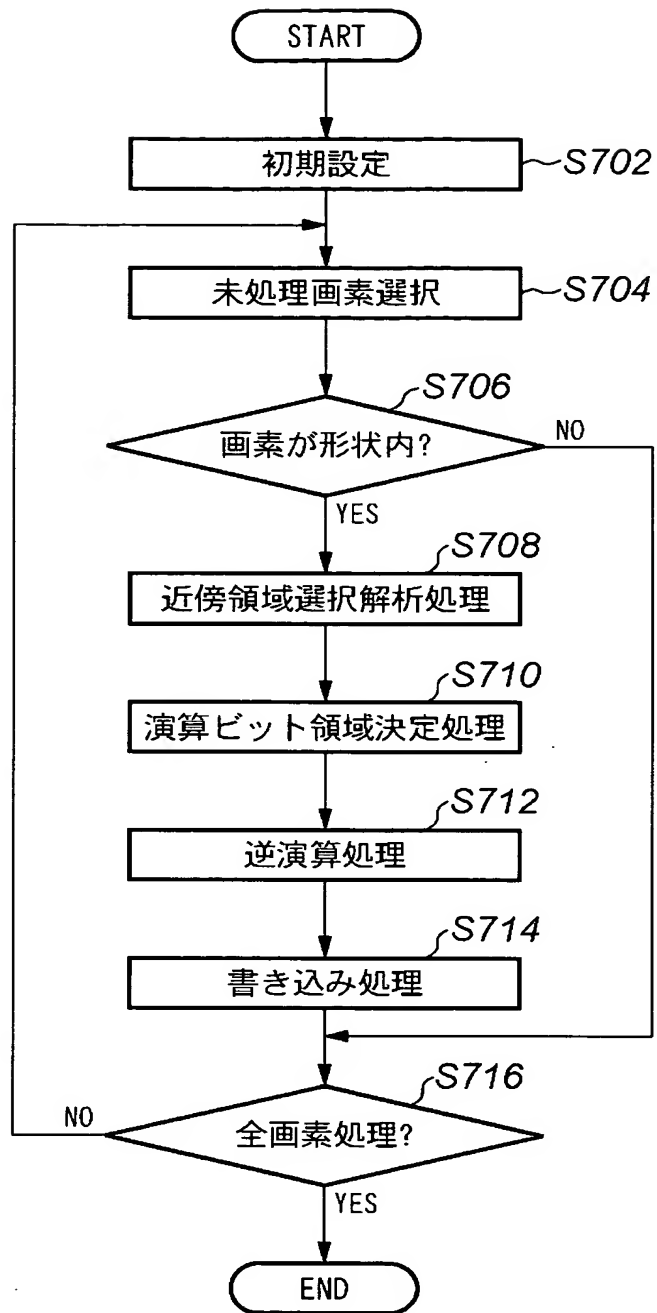 START
初期設定
S702
未処理画素選択
S704
S706
画素が形状内?
NO
YES
S708
近傍領域選択解析処理
S710
演算ビット領域決定処理
S712
逆演算処理
S714
書き込み処理
S716
NO
全画素処理?
YES
END